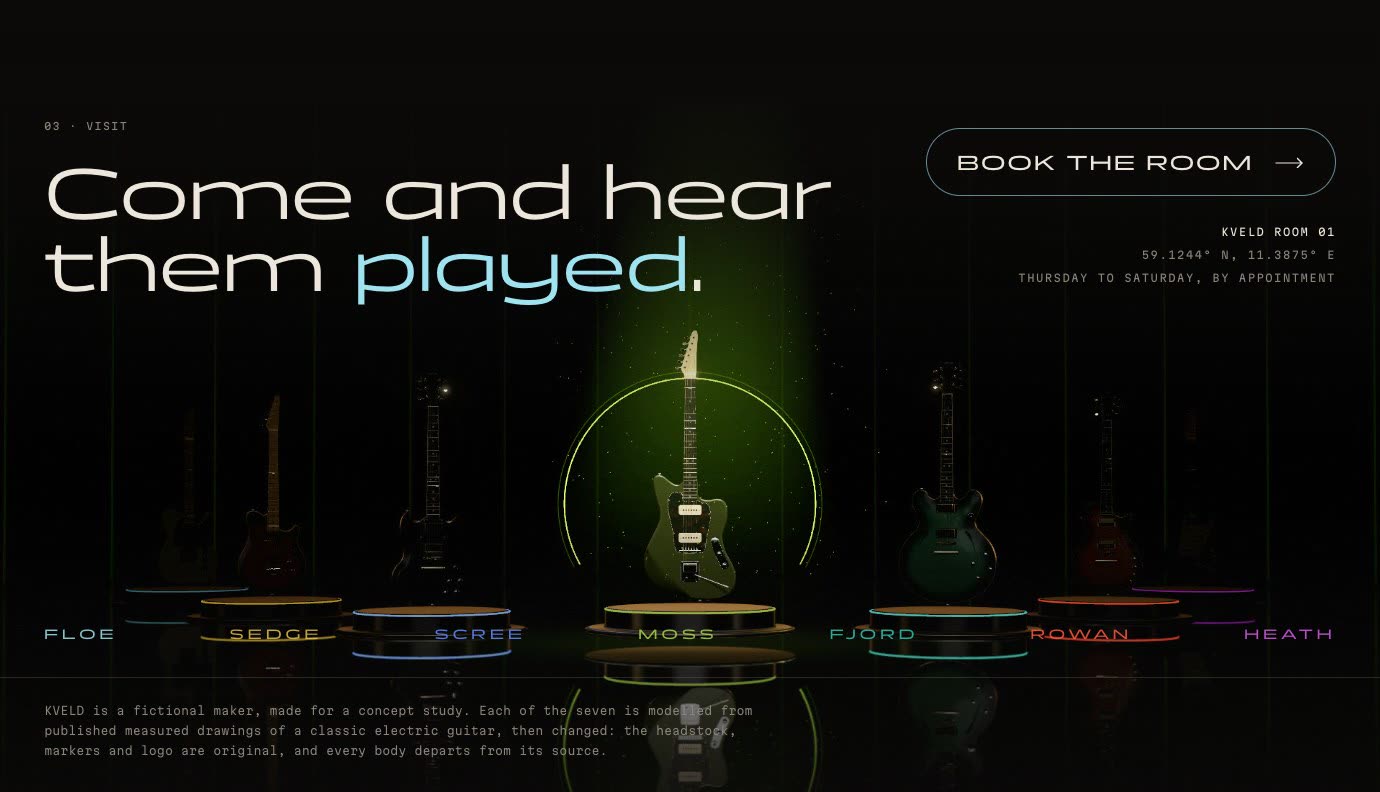 03 · VISIT
Come and hear
them played.
BOOK THE ROOM →
KVELD ROOM 01
59.1244° N, 11.3875° E
THURSDAY TO SATURDAY, BY APPOINTMENT
FLOE SEDGE SCREE MOSS FJORD ROWAN HEATH
KVELD is a fictional maker, made for a concept study. Each of the seven is modelled from
published measured drawings of a classic electric guitar, then changed: the headstock,
markers and logo are original, and every body departs from its source.